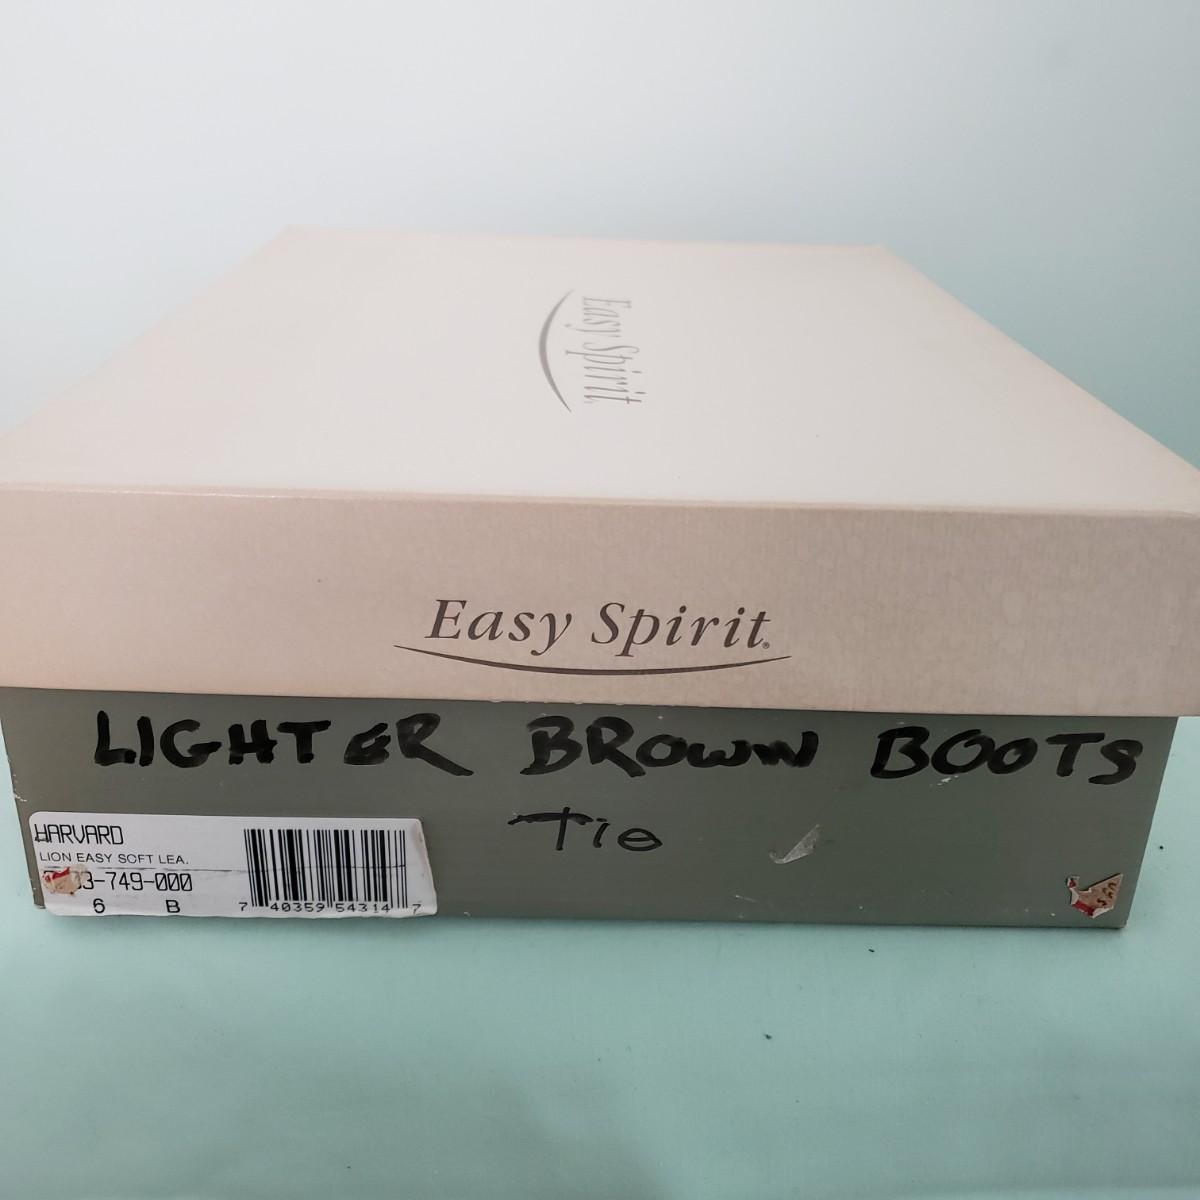 Easy Spirit
Easy Spirit
LIGHTER BROWN BOOTS
Tie
HARVARD
LION EASY SOFT LEA.
3-749-000
6 B
7 40359 54314 7